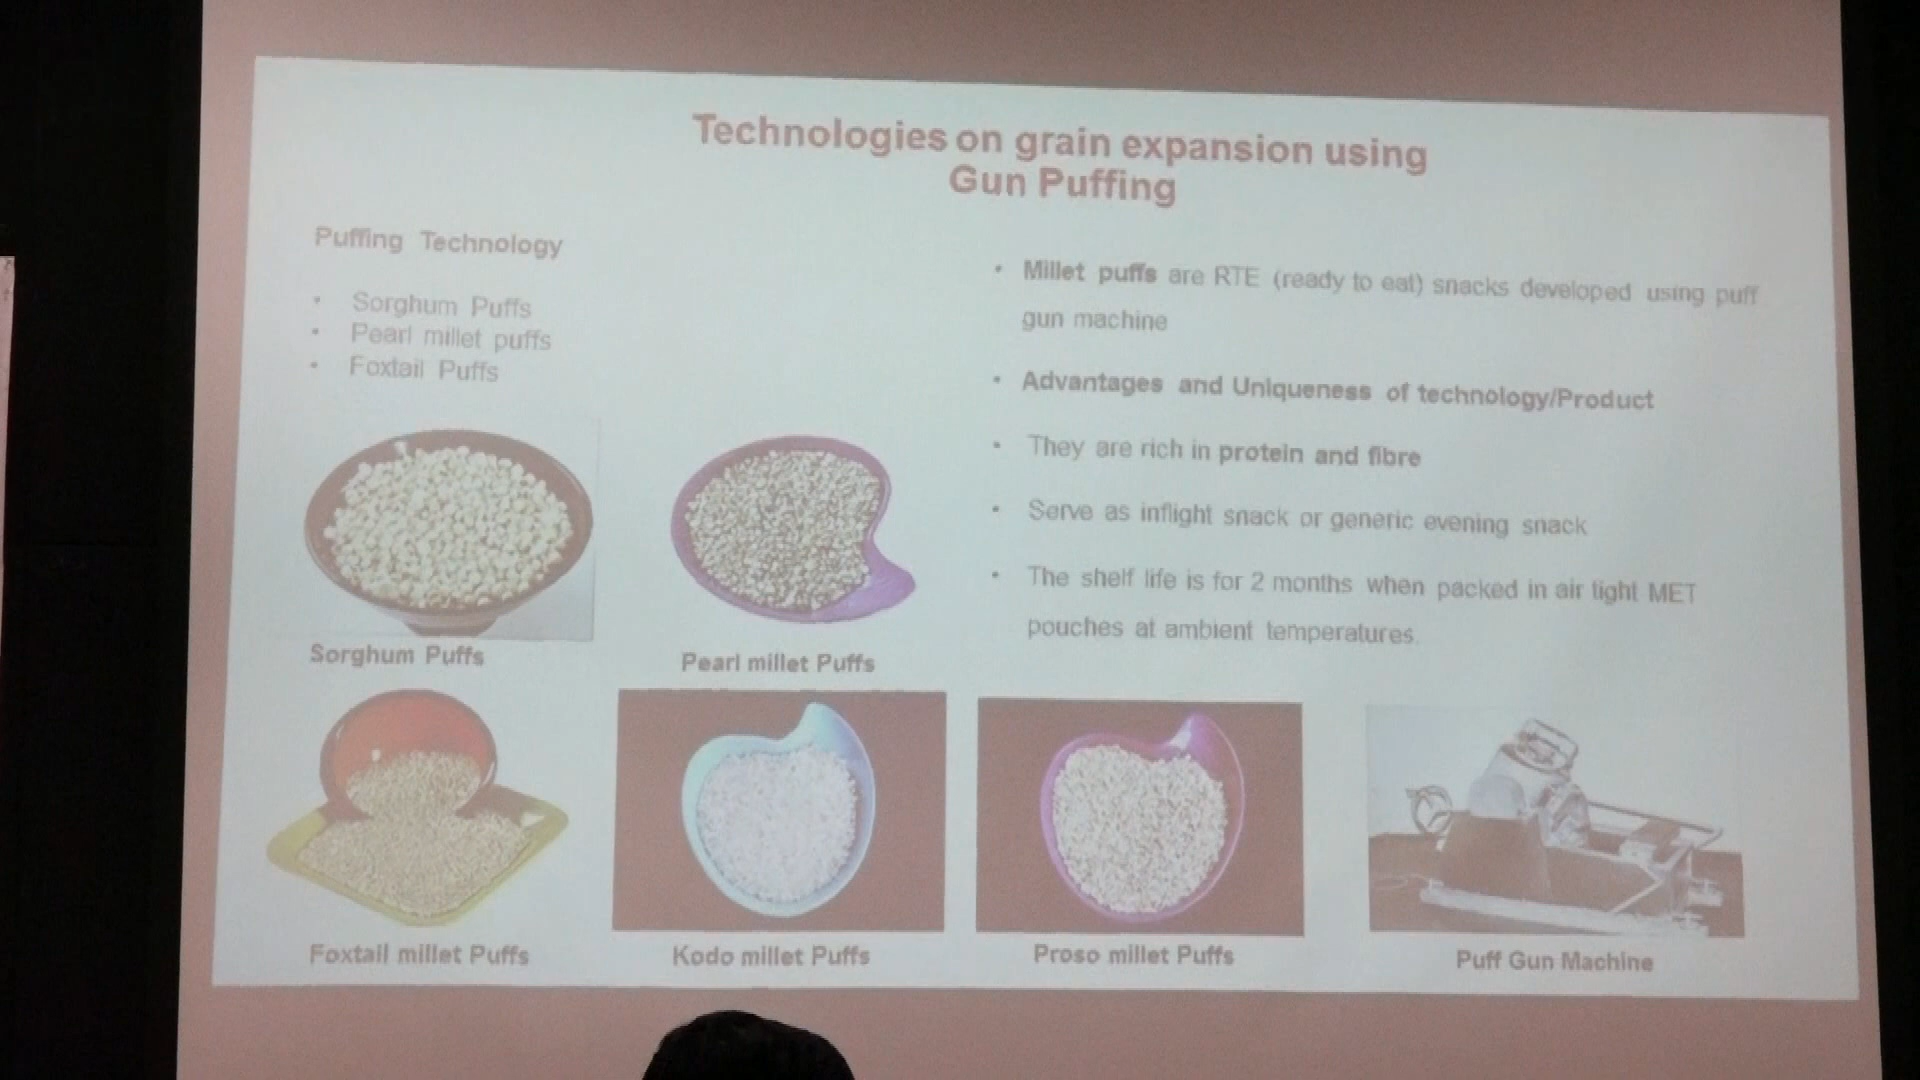 Technologies on grain expansion using
Gun Puffing
Puffing Technology
• Sorghum Puffs
• Pearl millet puffs
• Foxtail Puffs
• Millet puffs are RTE (ready to eat) snacks developed using puff
gun machine
• Advantages and Uniqueness of technology/Product
• They are rich in protein and fibre
• Serve as inflight snack or generic evening snack
• The shelf life is for 2 months when packed in air tight MET
pouches at ambient temperatures.
Sorghum Puffs
Pearl millet Puffs
Foxtail millet Puffs
Kodo millet Puffs
Proso millet Puffs
Puff Gun Machine